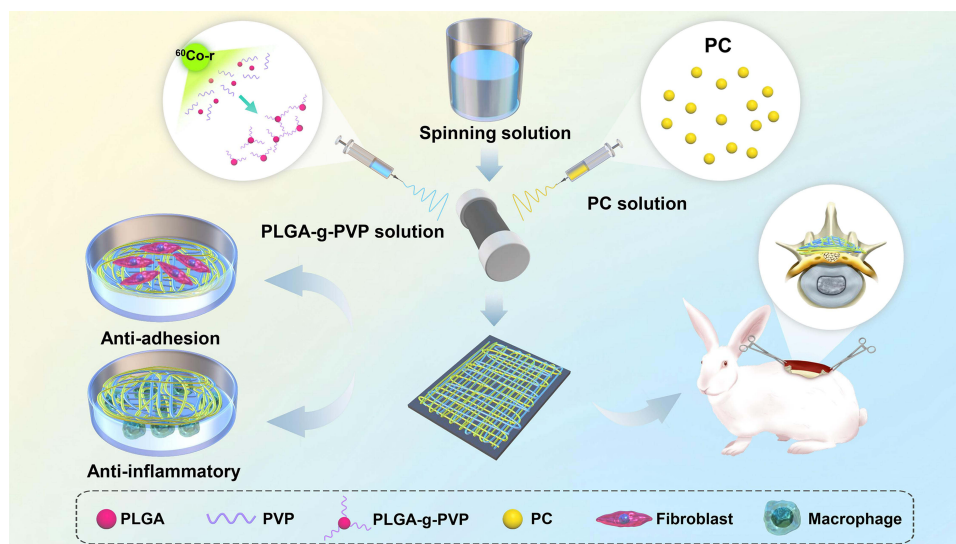 ⁶⁰Co-r
Spinning solution
PC
PLGA-g-PVP solution
PC solution
Anti-adhesion
Anti-inflammatory
PLGA
PVP
PLGA-g-PVP
PC
Fibroblast
Macrophage